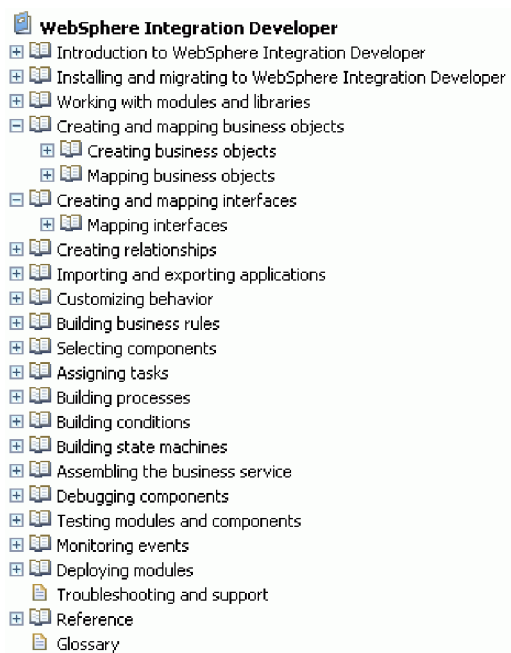 WebSphere Integration Developer
Introduction to WebSphere Integration Developer
Installing and migrating to WebSphere Integration Developer
Working with modules and libraries
Creating and mapping business objects
Creating business objects
Mapping business objects
Creating and mapping interfaces
Mapping interfaces
Creating relationships
Importing and exporting applications
Customizing behavior
Building business rules
Selecting components
Assigning tasks
Building processes
Building conditions
Building state machines
Assembling the business service
Debugging components
Testing modules and components
Monitoring events
Deploying modules
Troubleshooting and support
Reference
Glossary